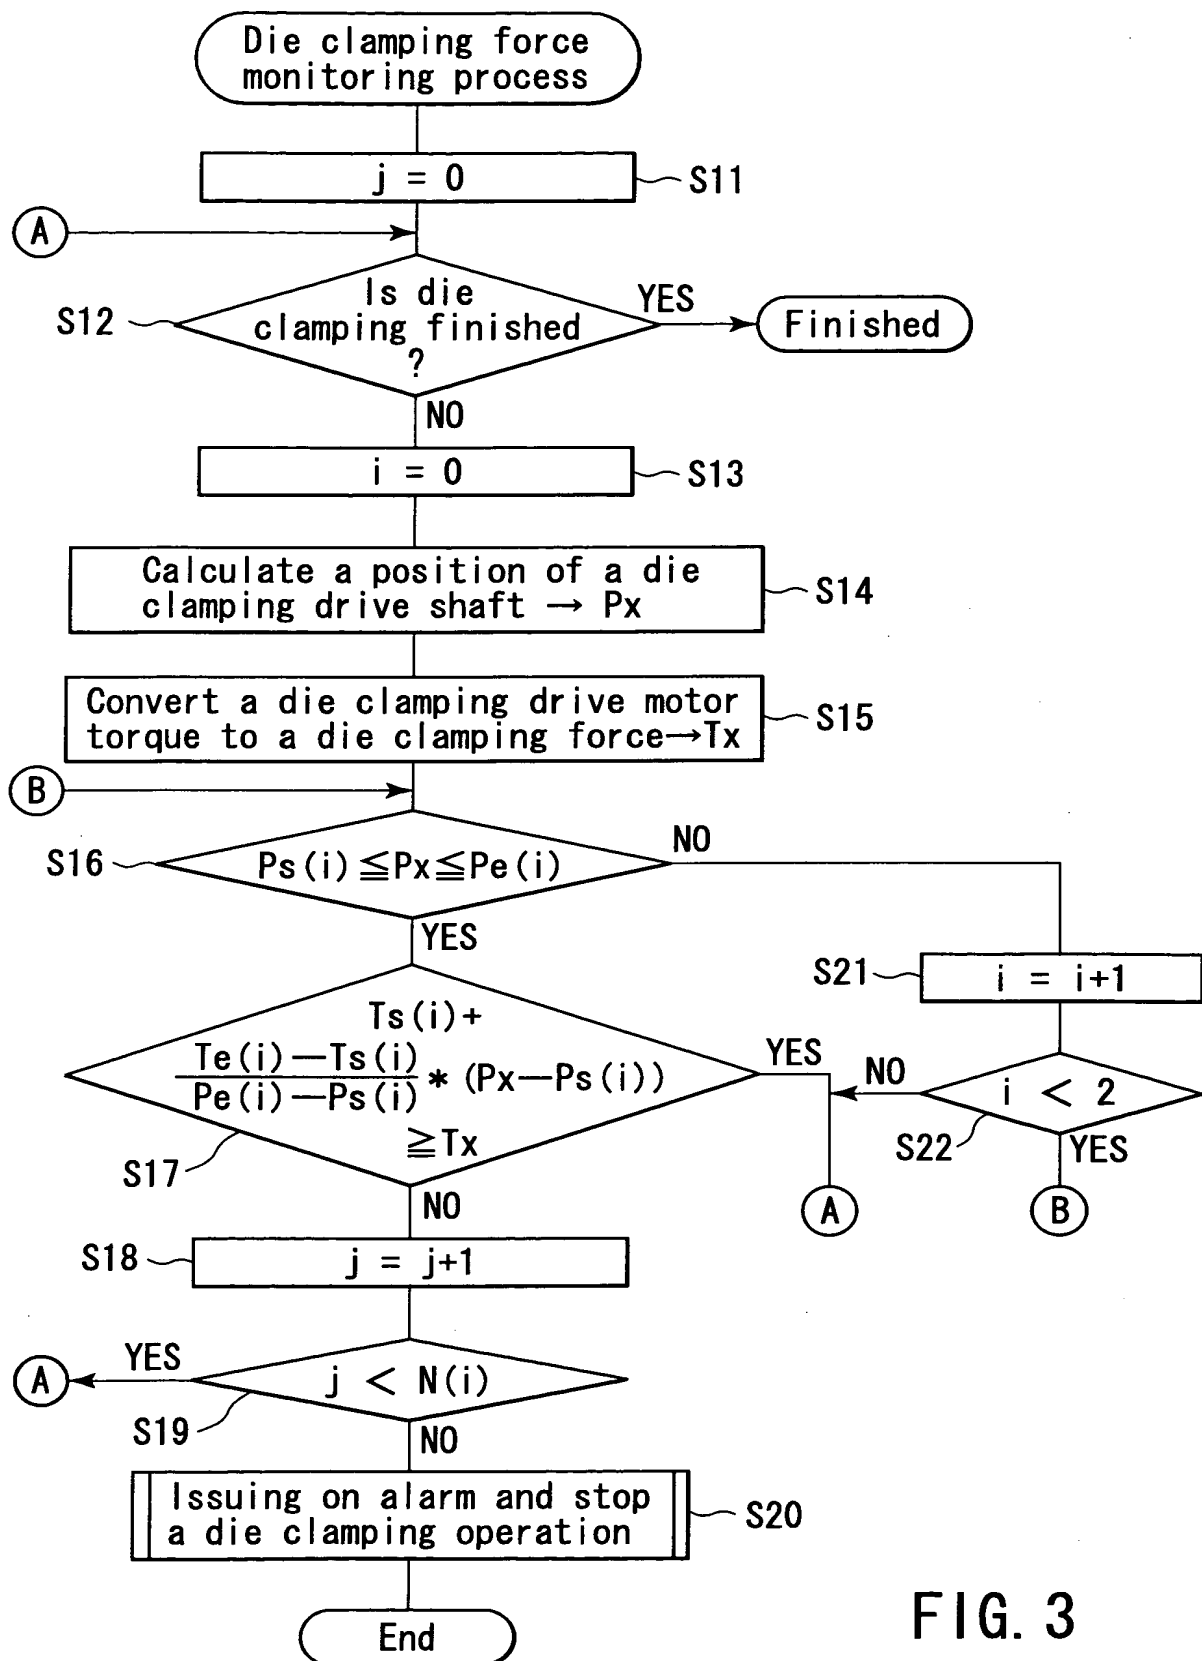 Die clamping force
monitoring process
j = 0
S11
A
S12
Is die
clamping finished
?
YES
Finished
NO
i = 0
S13
Calculate a position of a die
clamping drive shaft → Px
S14
Convert a die clamping drive motor
torque to a die clamping force→Tx
S15
B
S16
Ps(i)≦Px≦Pe(i)
NO
YES
S21
i = i+1
Ts(i)+
Te(i)—Ts(i)
Pe(i)—Ps(i)
* (Px—Ps(i))
≧Tx
YES
NO
i < 2
S17
S22
YES
NO
A
B
S18
j = j+1
A
YES
j < N(i)
S19
NO
Issuing on alarm and stop
a die clamping operation
S20
End
FIG. 3